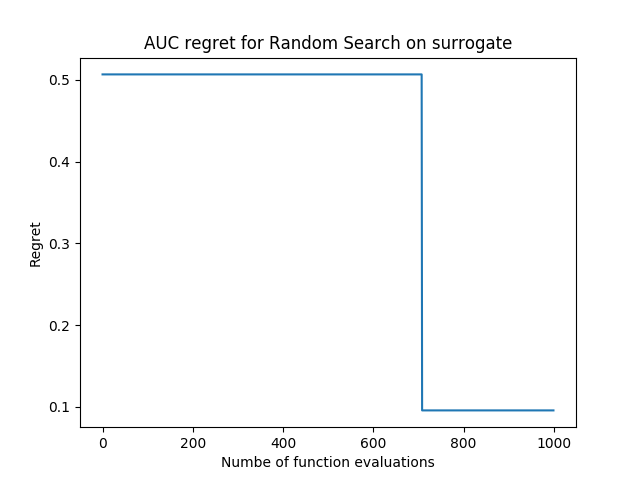 AUC regret for Random Search on surrogate
0.5
0.4
0.3
0.2
0.1
Regret
0 200 400 600 800 1000
Numbe of function evaluations